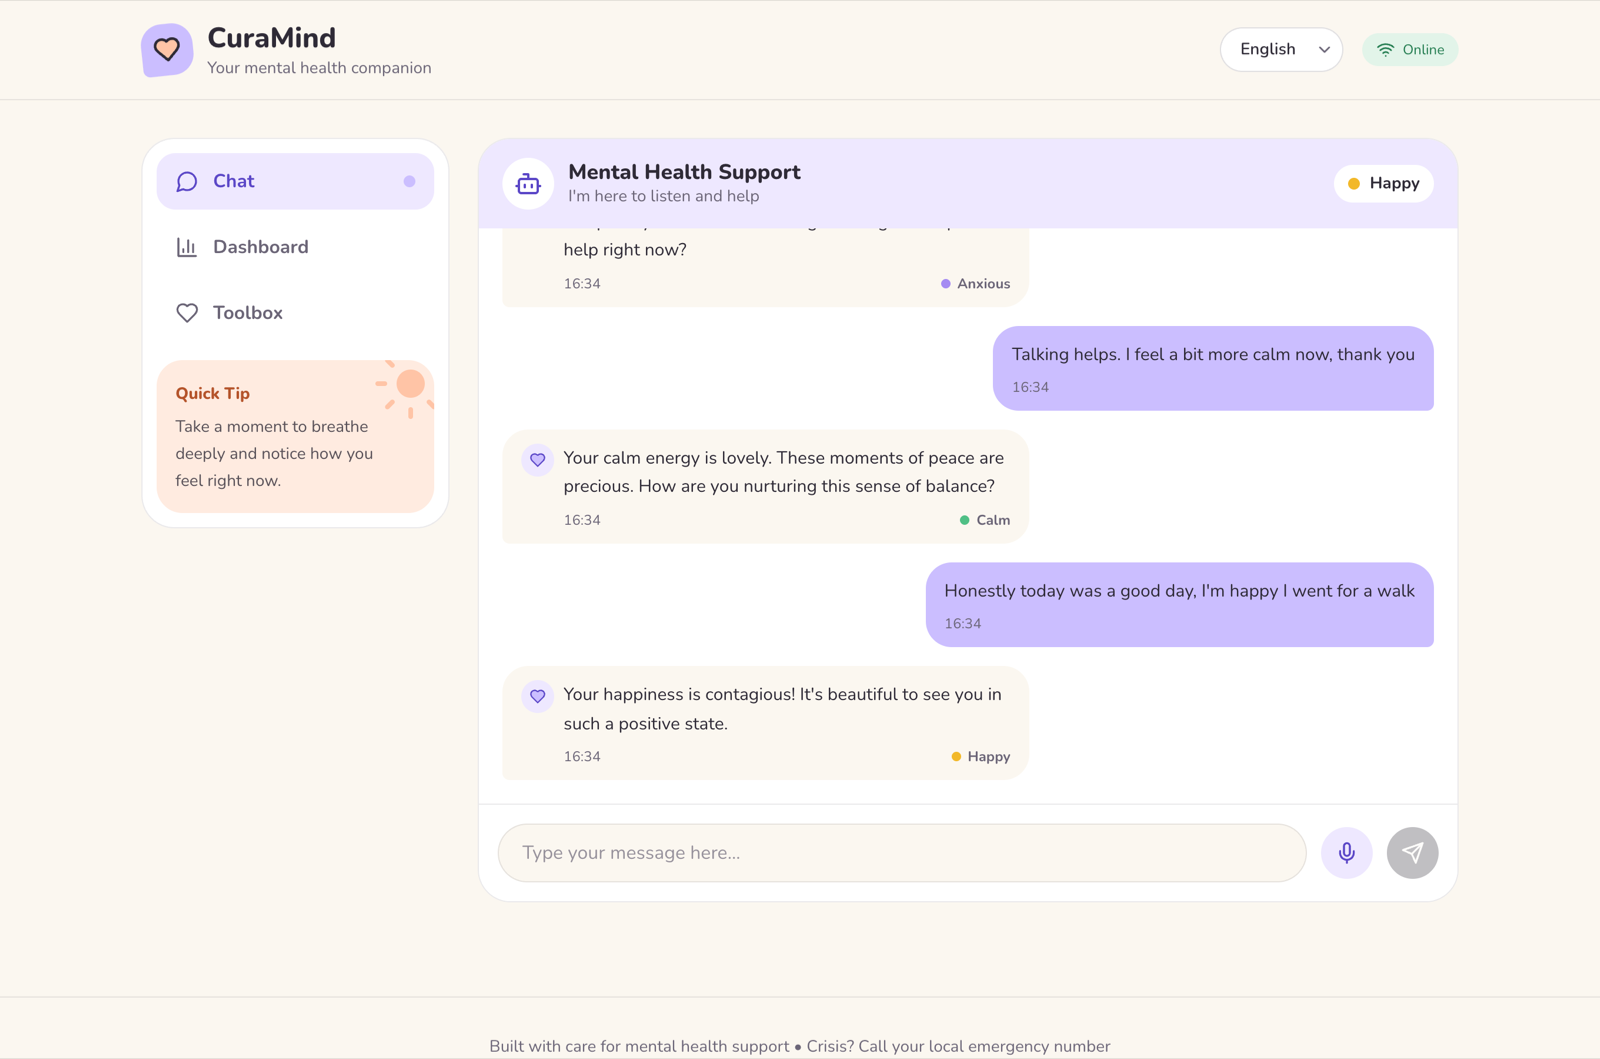 CuraMind
Your mental health companion
English
Online
Chat
Dashboard
Toolbox
Quick Tip
Take a moment to breathe
deeply and notice how you
feel right now.
Mental Health Support
I'm here to listen and help
Happy
help right now?
16:34
Anxious
Talking helps. I feel a bit more calm now, thank you
16:34
Your calm energy is lovely. These moments of peace are
precious. How are you nurturing this sense of balance?
16:34
Calm
Honestly today was a good day, I'm happy I went for a walk
16:34
Your happiness is contagious! It's beautiful to see you in
such a positive state.
16:34
Happy
Type your message here...
Built with care for mental health support • Crisis? Call your local emergency number